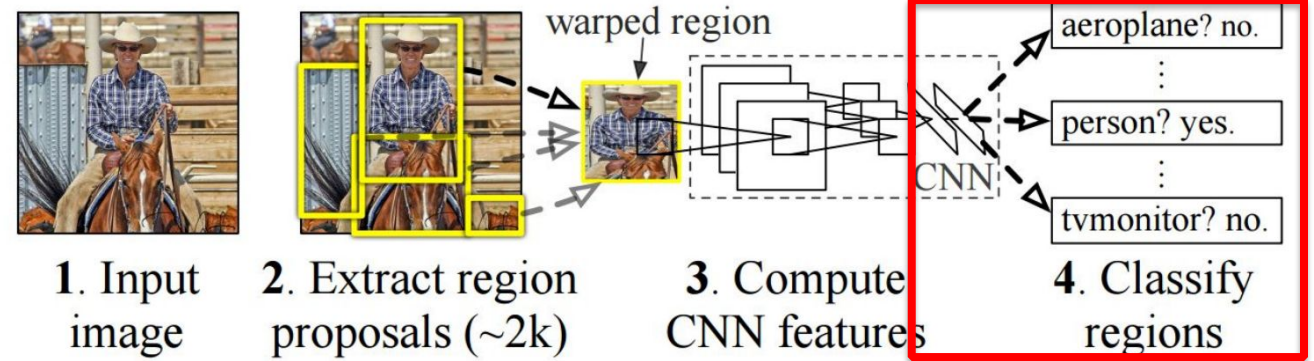 warped region
aeroplane? no.
person? yes.
CNN
tvmonitor? no.
1. Input
image
2. Extract region
proposals (~2k)
3. Compute
CNN features
4. Classify
regions